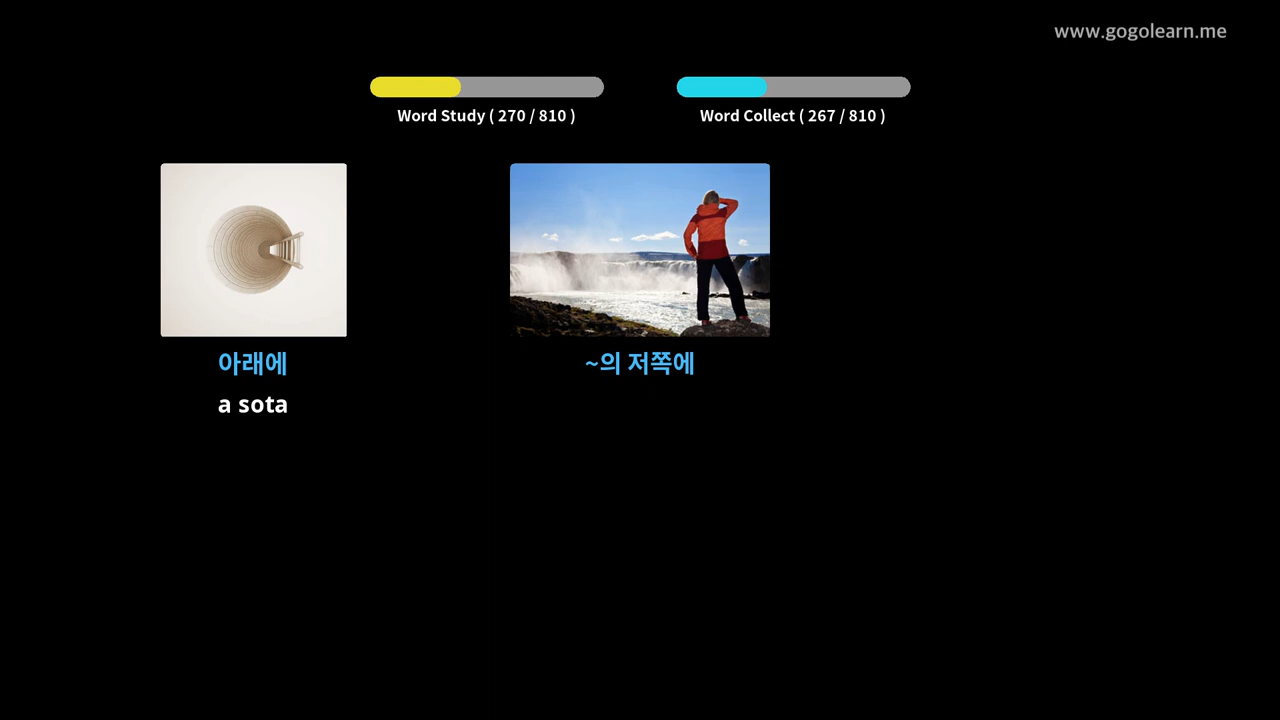 www.gogolearn.me
Word Study ( 270 / 810 )
Word Collect ( 267 / 810 )
아래에
~의 저쪽에
a sota